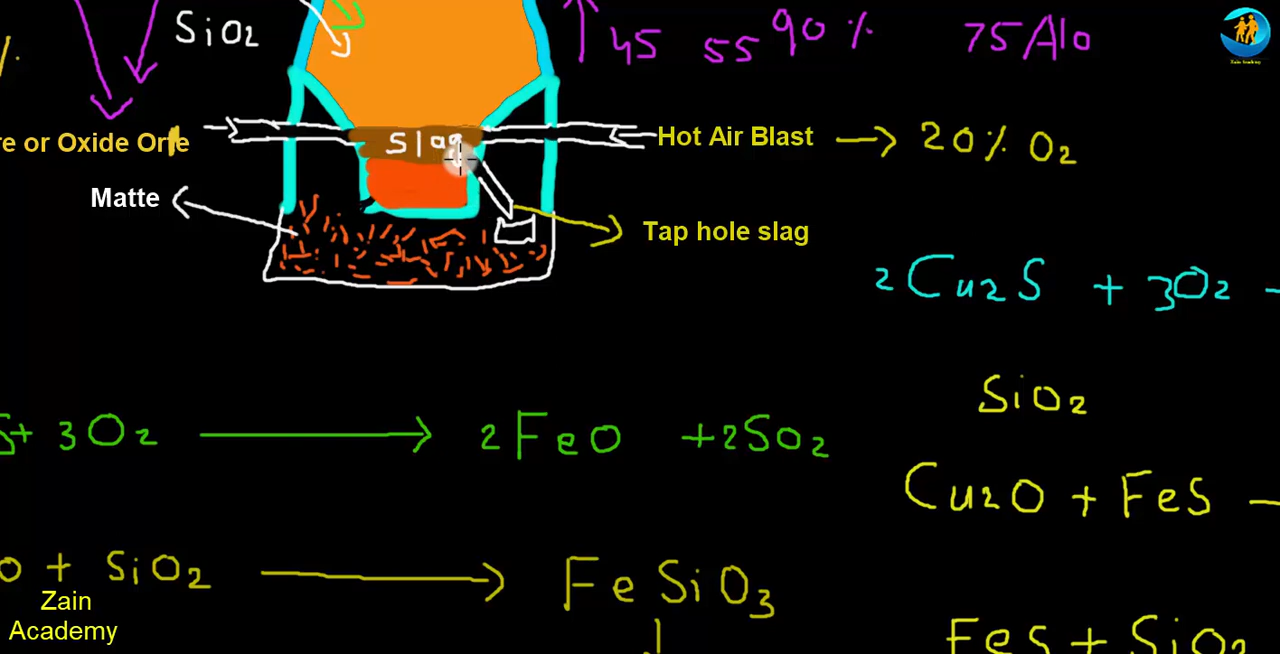 SiO2
45 55 90 % 75/Alo
Slag
re or Oxide Ore
Hot Air Blast → 20% O2
Matte
Tap hole slag
2Cu2S + 3O2
S + 3O2 → 2FeO + 2SO2
SiO2
Cu2O + FeS
O + SiO2 → FeSiO3
Zain
Academy
FeS + SiO2